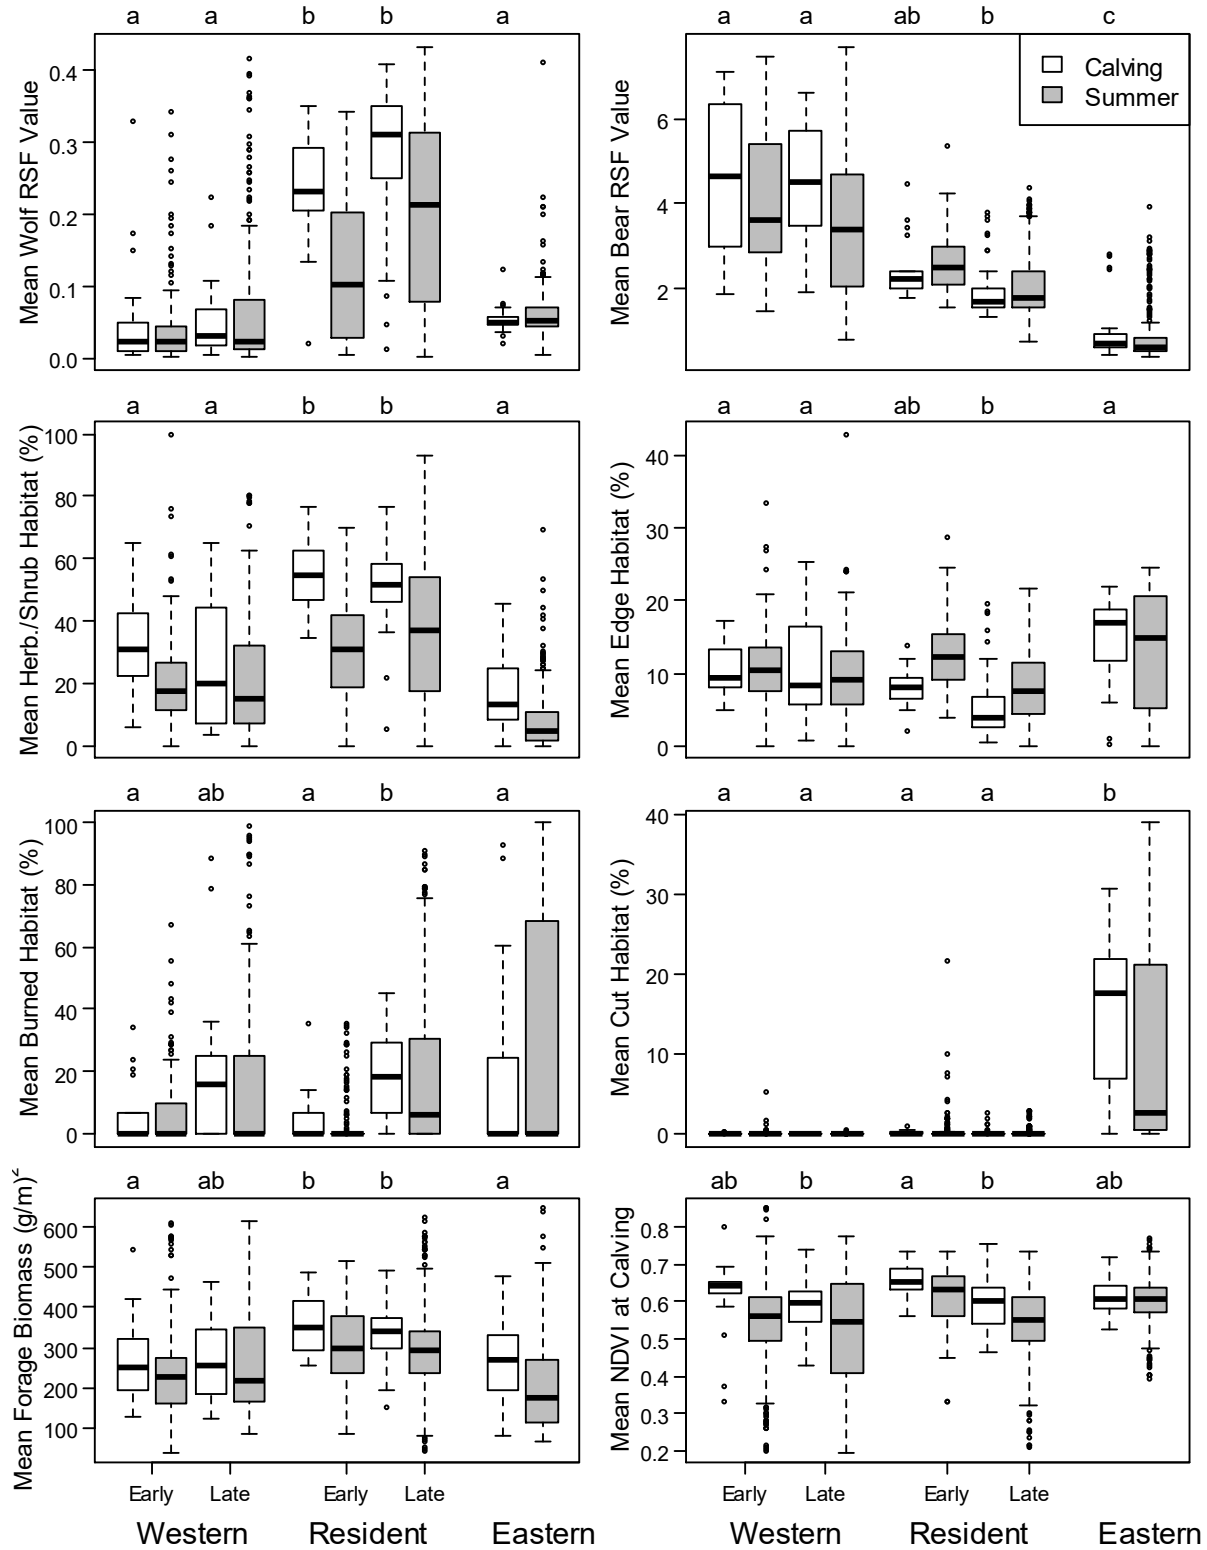 a a b b a
Mean Wolf RSF Value
0.4
0.3
0.2
0.1
0.0
a a ab b c
Mean Bear RSF Value
6
4
2
Calving
Summer
a a b b a
Mean Herb./Shrub Habitat (%)
100
80
60
40
20
0
a a ab b a
Mean Edge Habitat (%)
40
30
20
10
0
a ab a b a
Mean Burned Habitat (%)
100
80
60
40
20
0
a a a a b
Mean Cut Habitat (%)
40
30
20
10
0
a ab b b a
Mean Forage Biomass (g/m)²
600
500
400
300
200
100
ab b a b ab
Mean NDVI at Calving
0.8
0.7
0.6
0.5
0.4
0.3
0.2
Early Late Early Late
Western Resident Eastern
Early Late Early Late
Western Resident Eastern